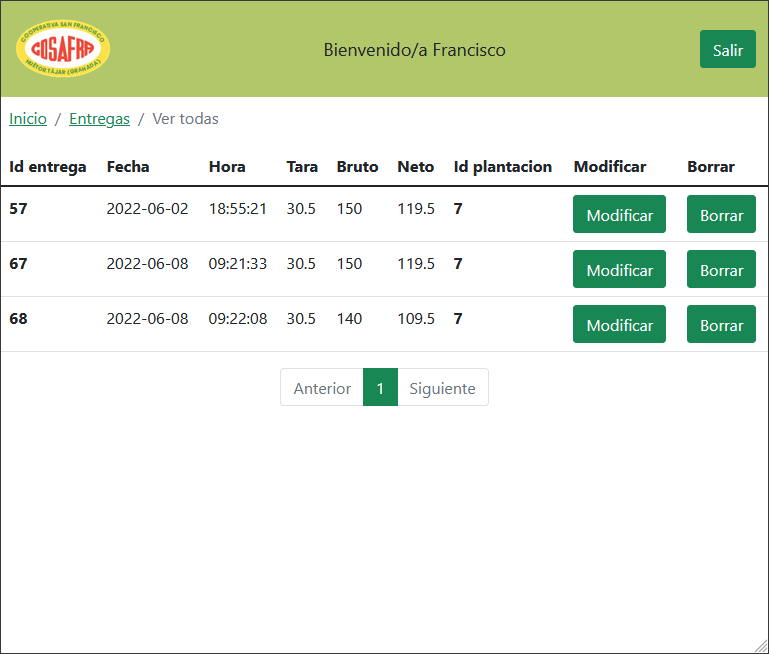 COOPERATIVA SAN FRANCISCO
COSAFRA
HUÉTOR TÁJAR (GRANADA)
Bienvenido/a Francisco
Salir
Inicio / Entregas / Ver todas
Id entrega Fecha Hora Tara Bruto Neto Id plantacion Modificar Borrar
57 2022-06-02 18:55:21 30.5 150 119.5 7 Modificar Borrar
67 2022-06-08 09:21:33 30.5 150 119.5 7 Modificar Borrar
68 2022-06-08 09:22:08 30.5 140 109.5 7 Modificar Borrar
Anterior 1 Siguiente